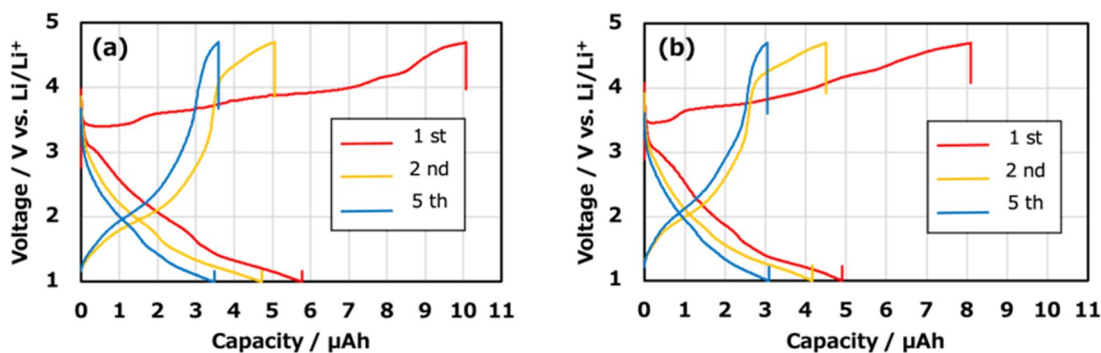 (a)
Voltage / V vs. Li/Li⁺
5
4
3
2
1
0 1 2 3 4 5 6 7 8 9 10 11
Capacity / μAh
1 st
2 nd
5 th
(b)
Voltage / V vs. Li/Li⁺
5
4
3
2
1
0 1 2 3 4 5 6 7 8 9 10 11
Capacity / μAh
1 st
2 nd
5 th